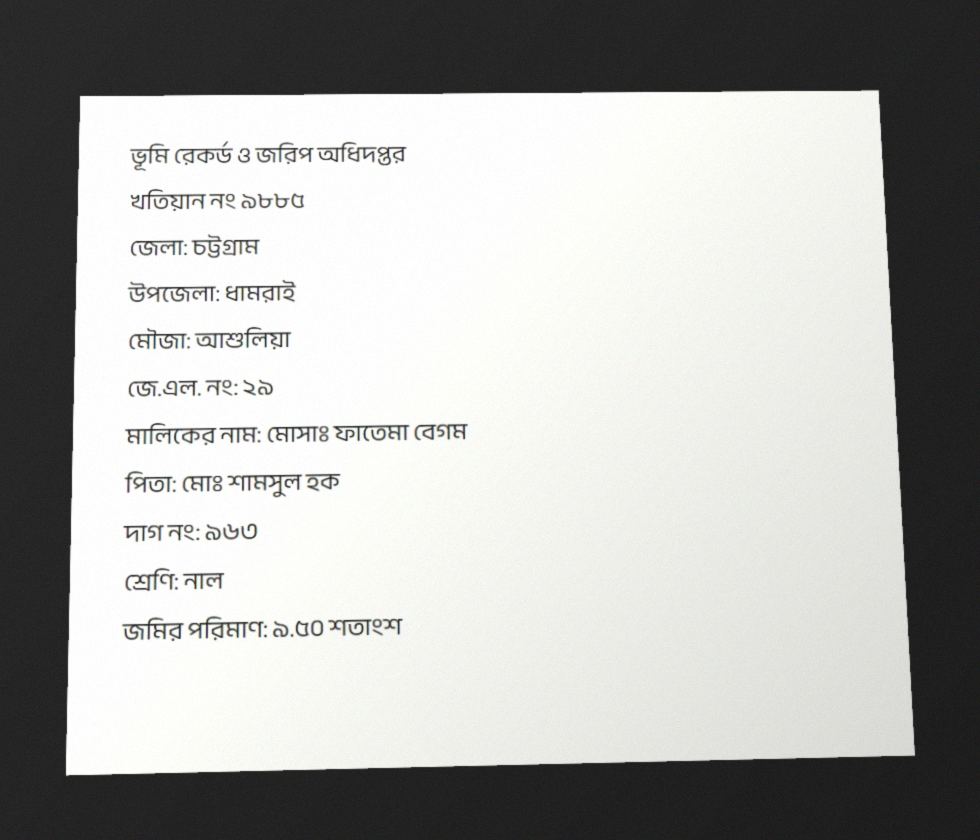 ভূমি রেকর্ড ও জরিপ অধিদপ্তর
খতিয়ান নং ৯৮৮৫
জেলা: চট্টগ্রাম
উপজেলা: ধামরাই
মৌজা: আশুলিয়া
জে.এল. নং: ২৯
মালিকের নাম: মোসাঃ ফাতেমা বেগম
পিতা: মোঃ শামসুল হক
দাগ নং: ৯৬৩
শ্রেণি: নাল
জমির পরিমাণ: ৯.৫০ শতাংশ